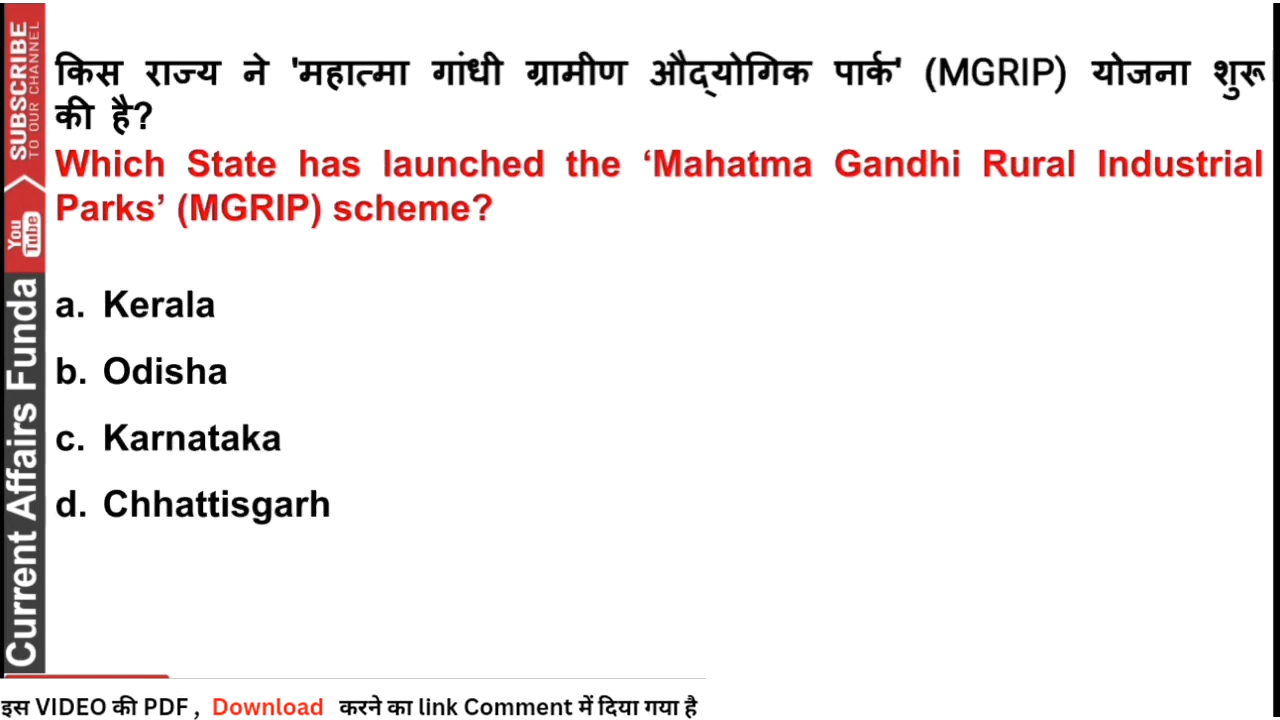 किस राज्य ने 'महात्मा गांधी ग्रामीण औद्योगिक पार्क' (MGRIP) योजना शुरू
की है?
Which State has launched the ‘Mahatma Gandhi Rural Industrial
Parks’ (MGRIP) scheme?
a. Kerala
b. Odisha
c. Karnataka
d. Chhattisgarh
SUBSCRIBE
TO OUR CHANNEL
You
Tube
Current Affairs Funda
इस VIDEO की PDF , Download करने का link Comment में दिया गया है